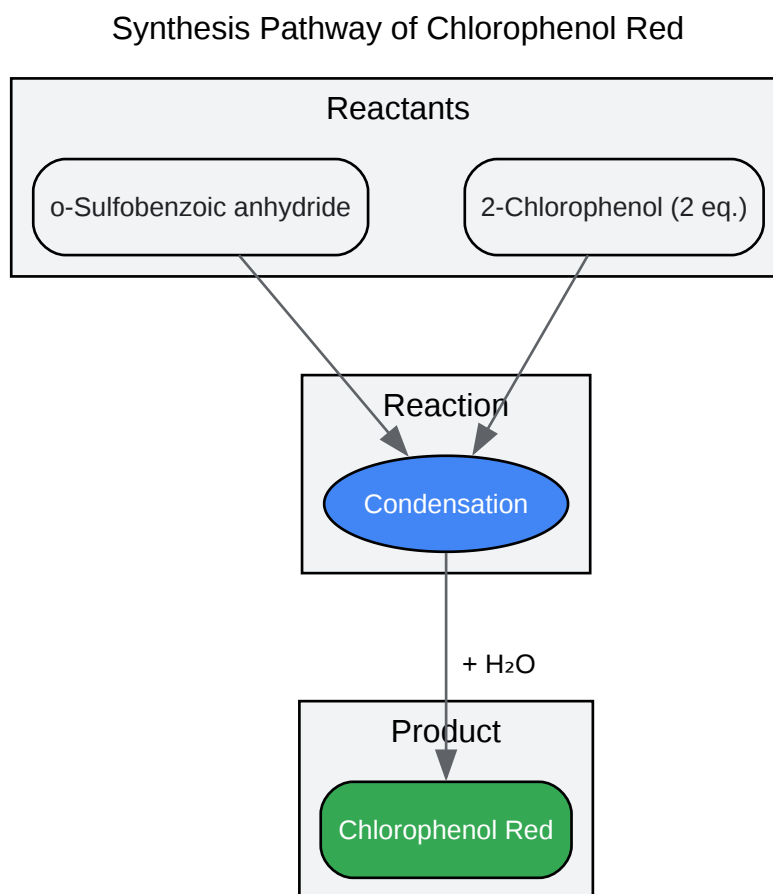 Synthesis Pathway of Chlorophenol Red
Reactants
o-Sulfobenzoic anhydride
2-Chlorophenol (2 eq.)
Reaction
Condensation
+ H₂O
Product
Chlorophenol Red